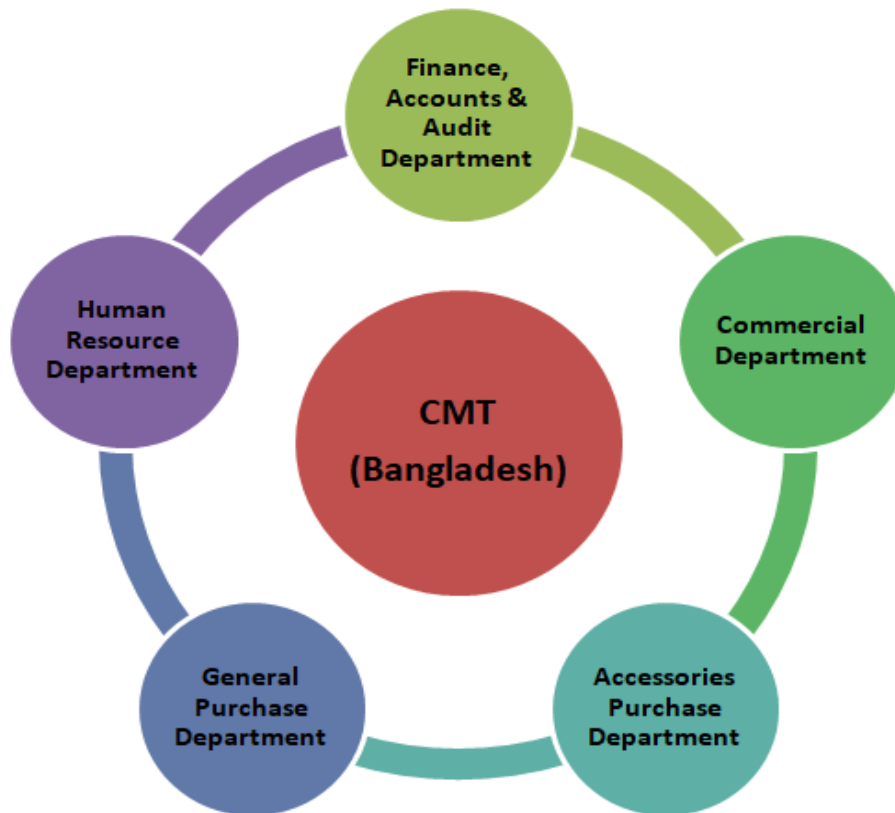 Finance,
Accounts &
Audit
Department
Human
Resource
Department
Commercial
Department
CMT
(Bangladesh)
General
Purchase
Department
Accessories
Purchase
Department